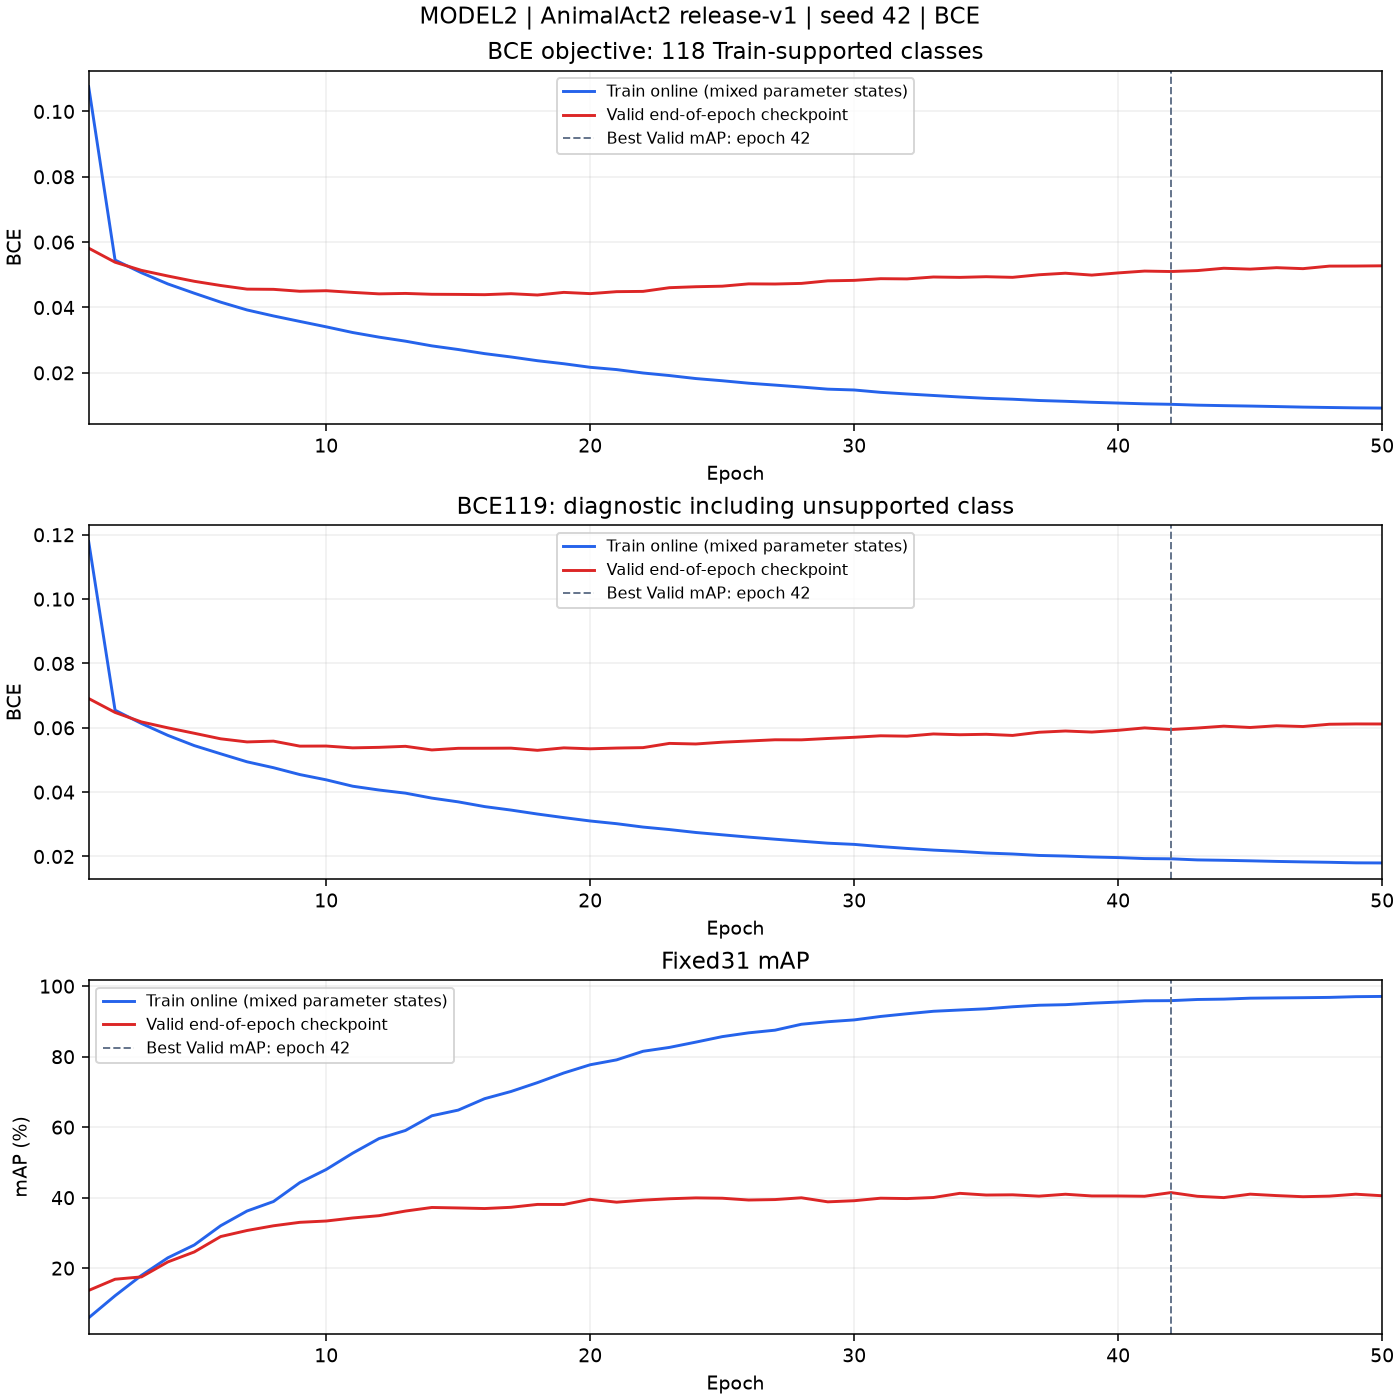 MODEL2 | AnimalAct2 release-v1 | seed 42 | BCE
BCE objective: 118 Train-supported classes
Train online (mixed parameter states)
Valid end-of-epoch checkpoint
Best Valid mAP: epoch 42
0.10
0.08
0.06
0.04
0.02
BCE
10
20
30
40
50
Epoch
BCE119: diagnostic including unsupported class
Train online (mixed parameter states)
Valid end-of-epoch checkpoint
Best Valid mAP: epoch 42
0.12
0.10
0.08
0.06
0.04
0.02
BCE
10
20
30
40
50
Epoch
Fixed31 mAP
Train online (mixed parameter states)
Valid end-of-epoch checkpoint
Best Valid mAP: epoch 42
100
80
60
40
20
mAP (%)
10
20
30
40
50
Epoch